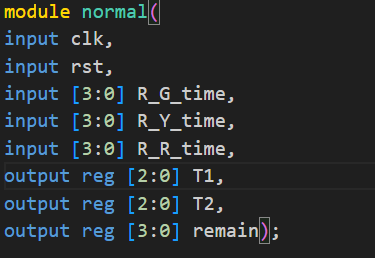 module normal(
input clk,
input rst,
input [3:0] R_G_time,
input [3:0] R_Y_time,
input [3:0] R_R_time,
output reg [2:0] T1,
output reg [2:0] T2,
output reg [3:0] remain);